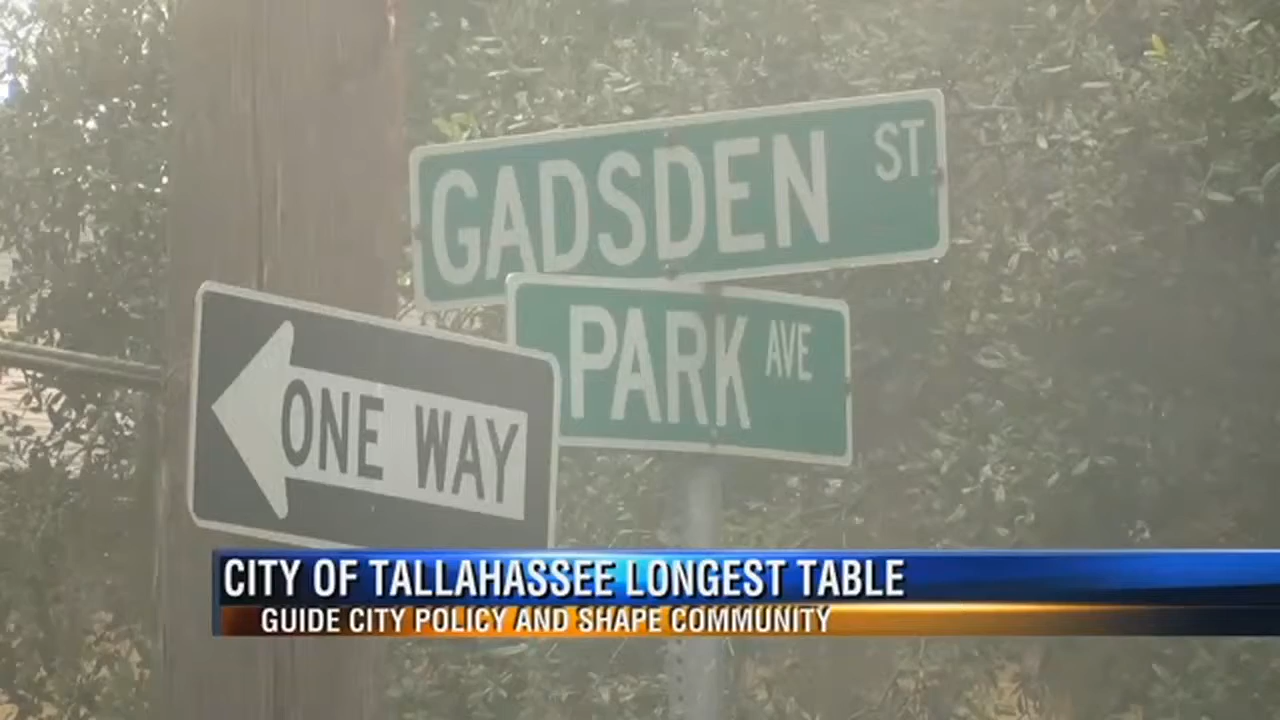 GADSDEN ST
PARK AVE
ONE WAY
CITY OF TALLAHASSEE LONGEST TABLE
GUIDE CITY POLICY AND SHAPE COMMUNITY